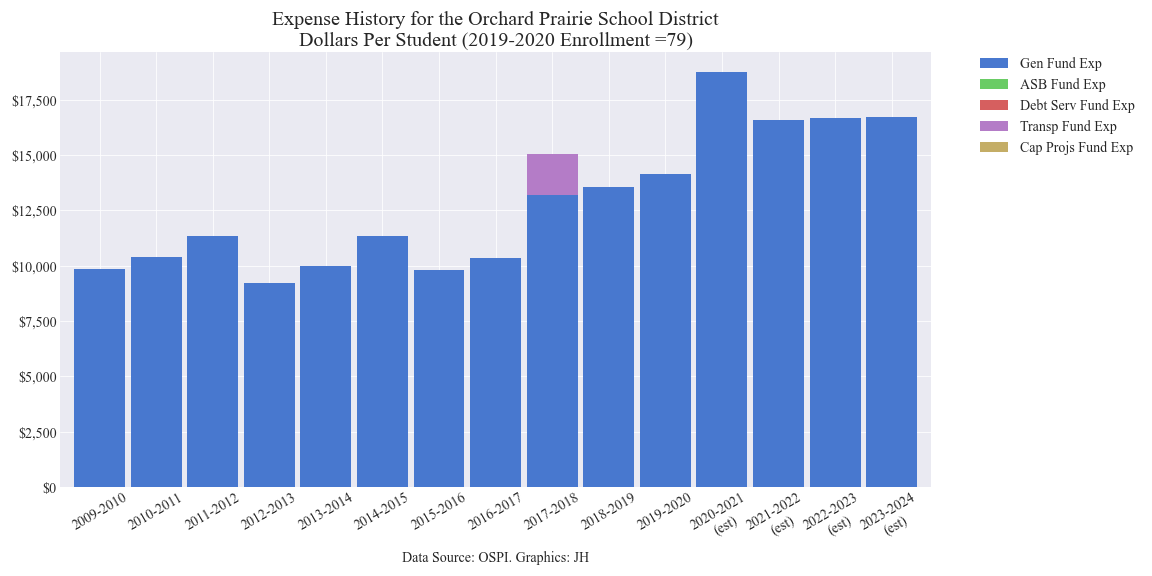 Expense History for the Orchard Prairie School District
Dollars Per Student (2019-2020 Enrollment =79)
$17,500
$15,000
$12,500
$10,000
$7,500
$5,000
$2,500
$0
2009-2010
2010-2011
2011-2012
2012-2013
2013-2014
2014-2015
2015-2016
2016-2017
2017-2018
2018-2019
2019-2020
2020-2021
(est)
2021-2022
(est)
2022-2023
(est)
2023-2024
(est)
Gen Fund Exp
ASB Fund Exp
Debt Serv Fund Exp
Transp Fund Exp
Cap Projs Fund Exp
Data Source: OSPI. Graphics: JH